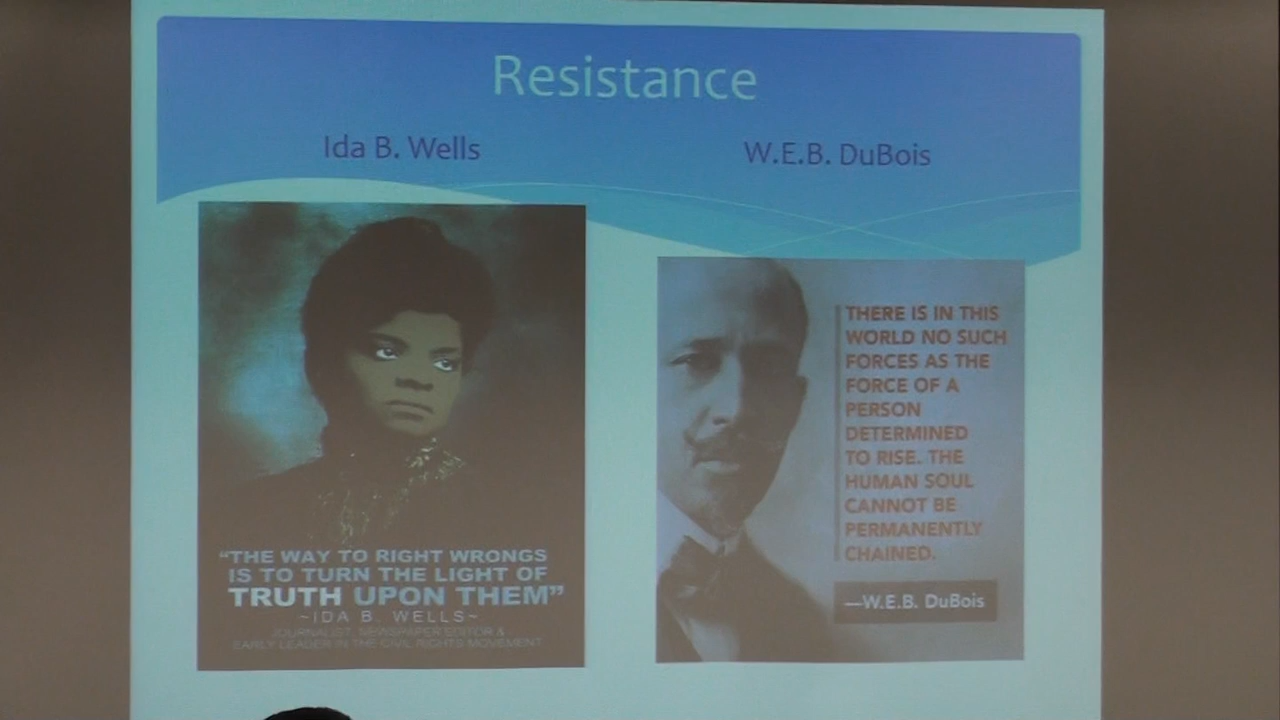 Resistance
Ida B. Wells
W.E.B. DuBois
“THE WAY TO RIGHT WRONGS
IS TO TURN THE LIGHT OF
TRUTH UPON THEM”
~IDA B. WELLS~
JOURNALIST, NEWSPAPER EDITOR &
EARLY LEADER IN THE CIVIL RIGHTS MOVEMENT
THERE IS IN THIS
WORLD NO SUCH
FORCES AS THE
FORCE OF A
PERSON
DETERMINED
TO RISE. THE
HUMAN SOUL
CANNOT BE
PERMANENTLY
CHAINED.
—W.E.B. DuBois